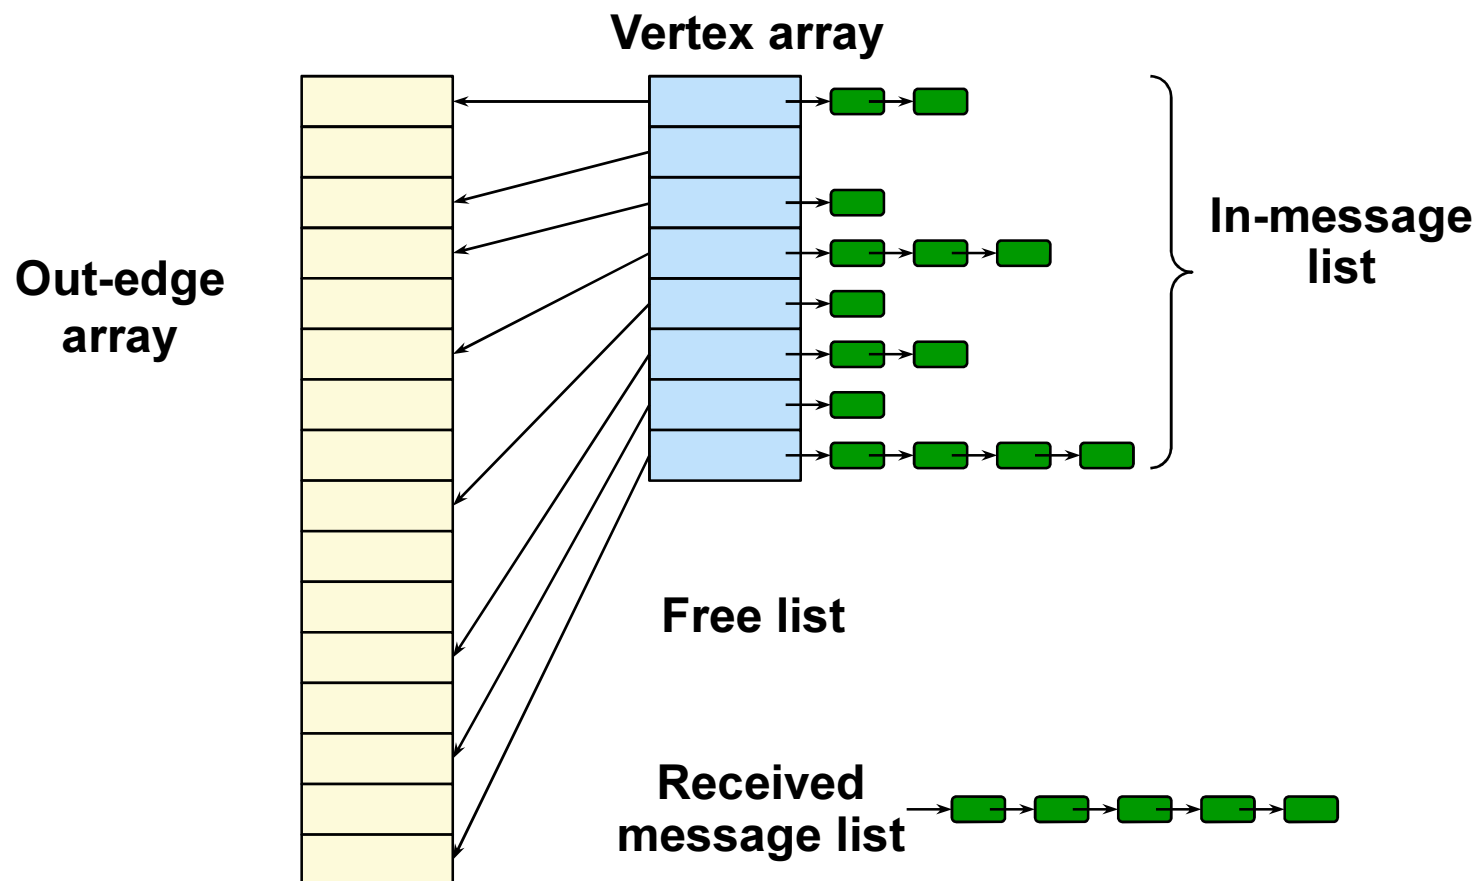 Vertex array
Out-edge
array
In-message
list
Free list
Received
message list